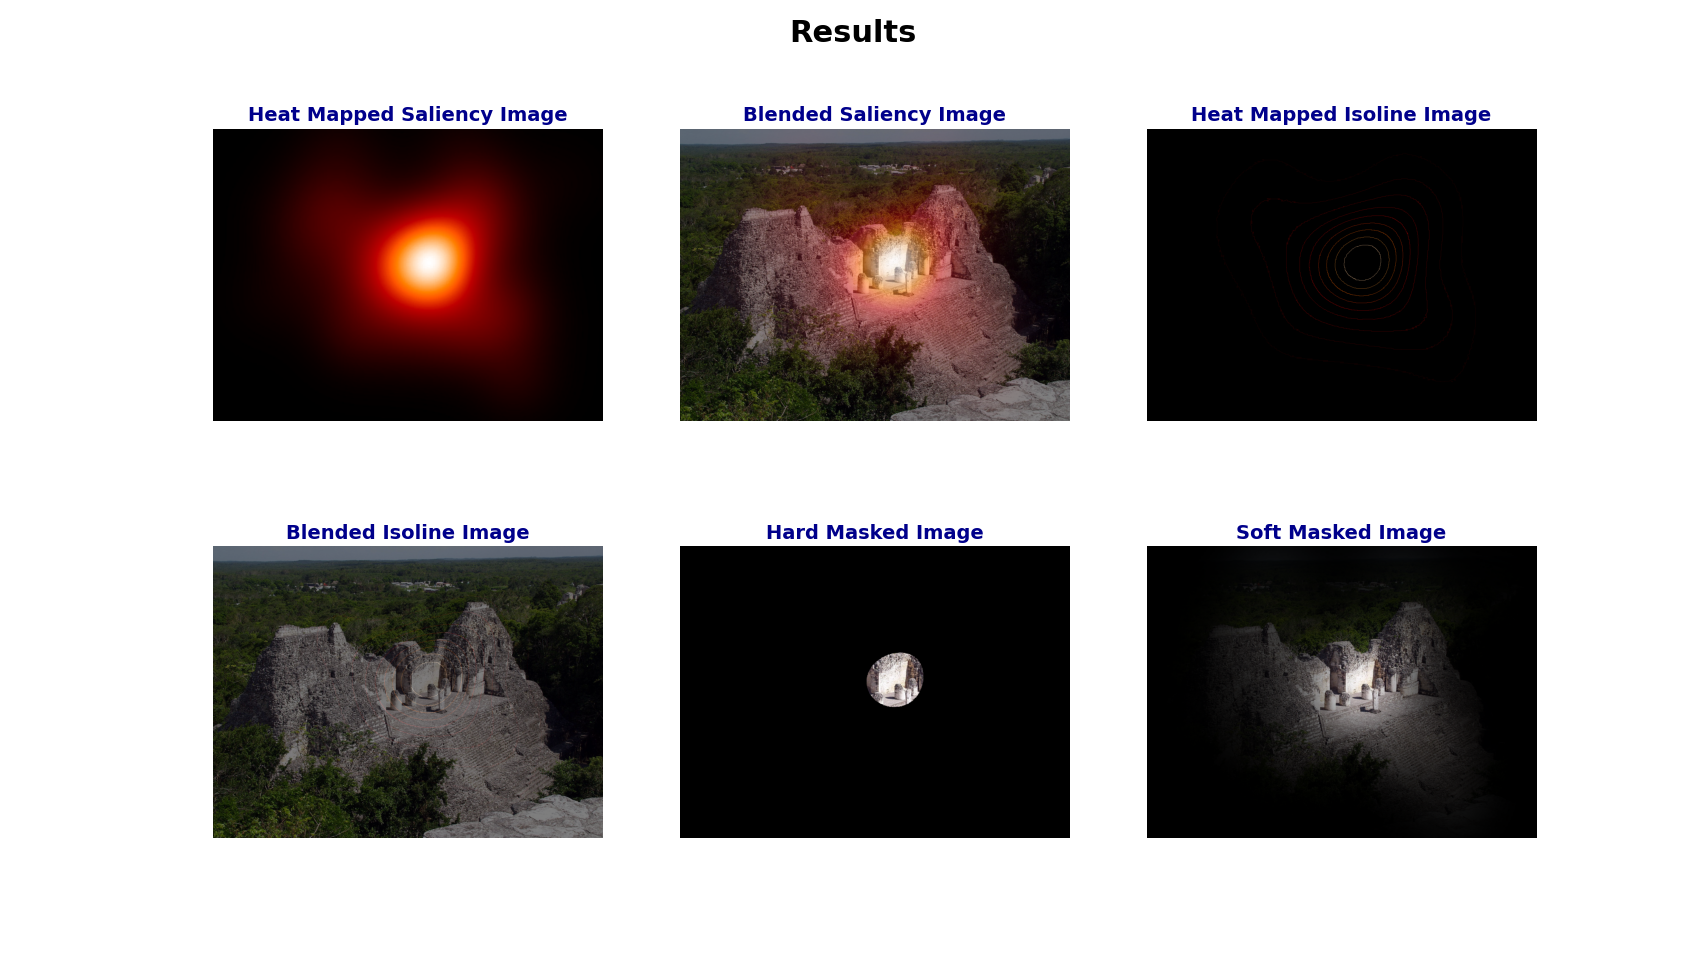 Results
Heat Mapped Saliency Image
Blended Saliency Image
Heat Mapped Isoline Image
Blended Isoline Image
Hard Masked Image
Soft Masked Image